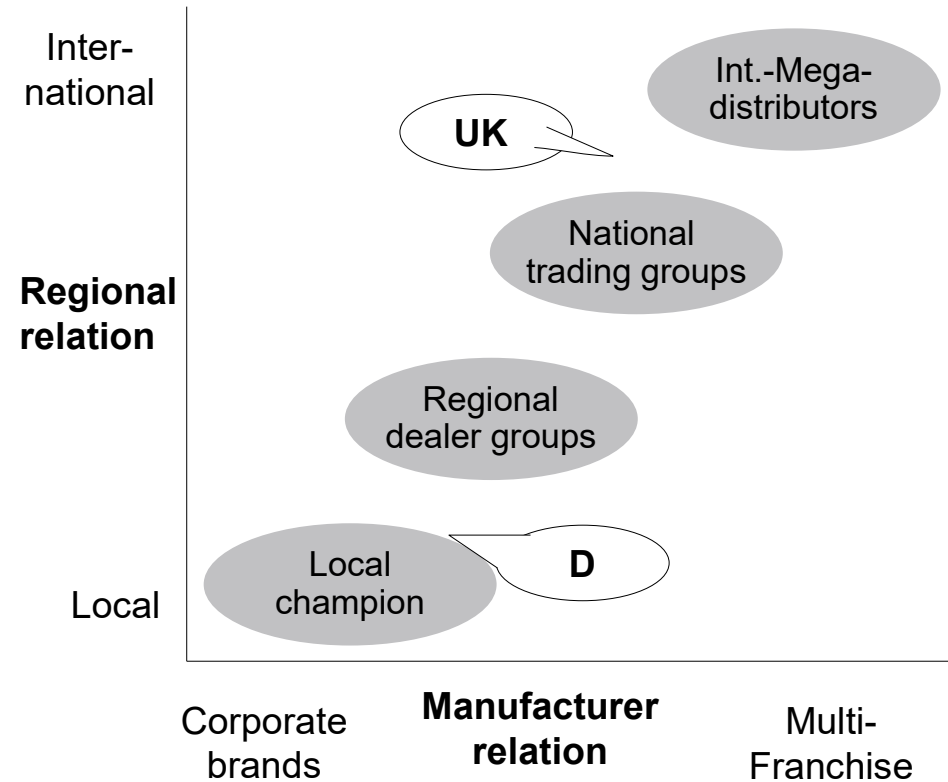 Inter-
national
Int.-Mega-
distributors
UK
National
trading groups
Regional
relation
Regional
dealer groups
Local
champion
D
Local
Corporate
brands
Manufacturer
relation
Multi-
Franchise